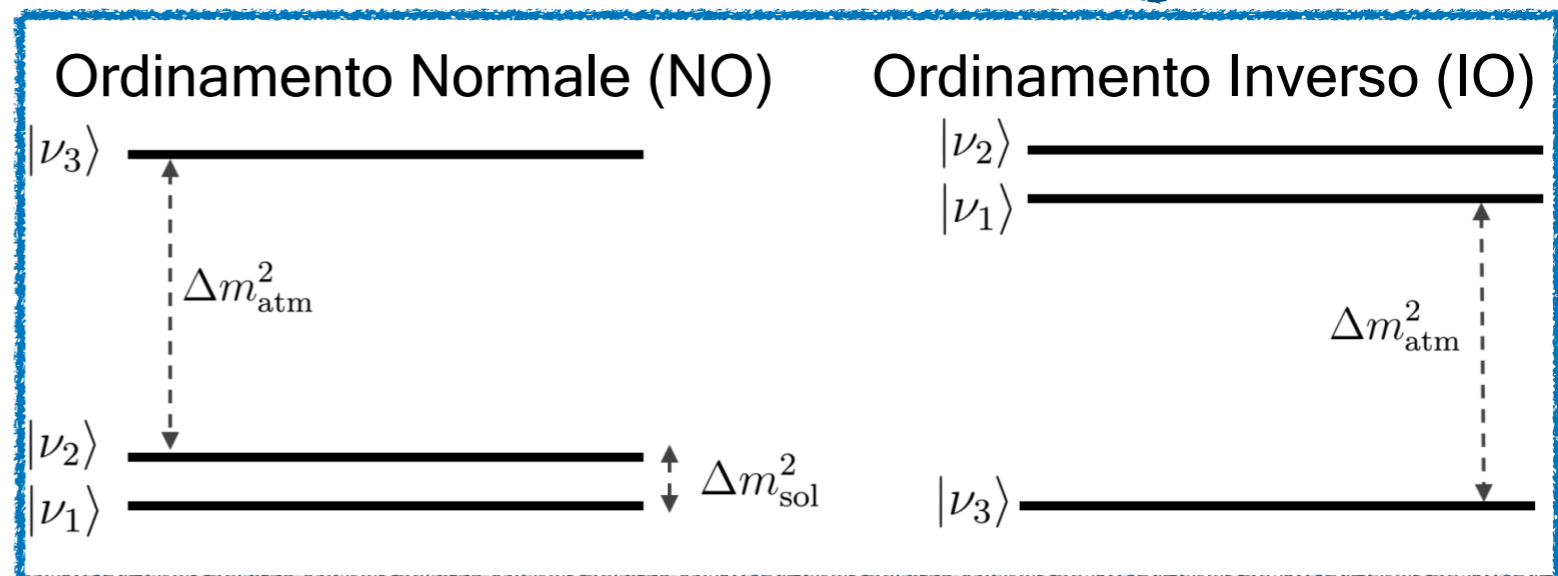 Ordinamento Normale (NO)
|ν₃⟩
Δm²atm
|ν₂⟩
Δm²sol
|ν₁⟩
Ordinamento Inverso (IO)
|ν₂⟩
|ν₁⟩
Δm²atm
|ν₃⟩